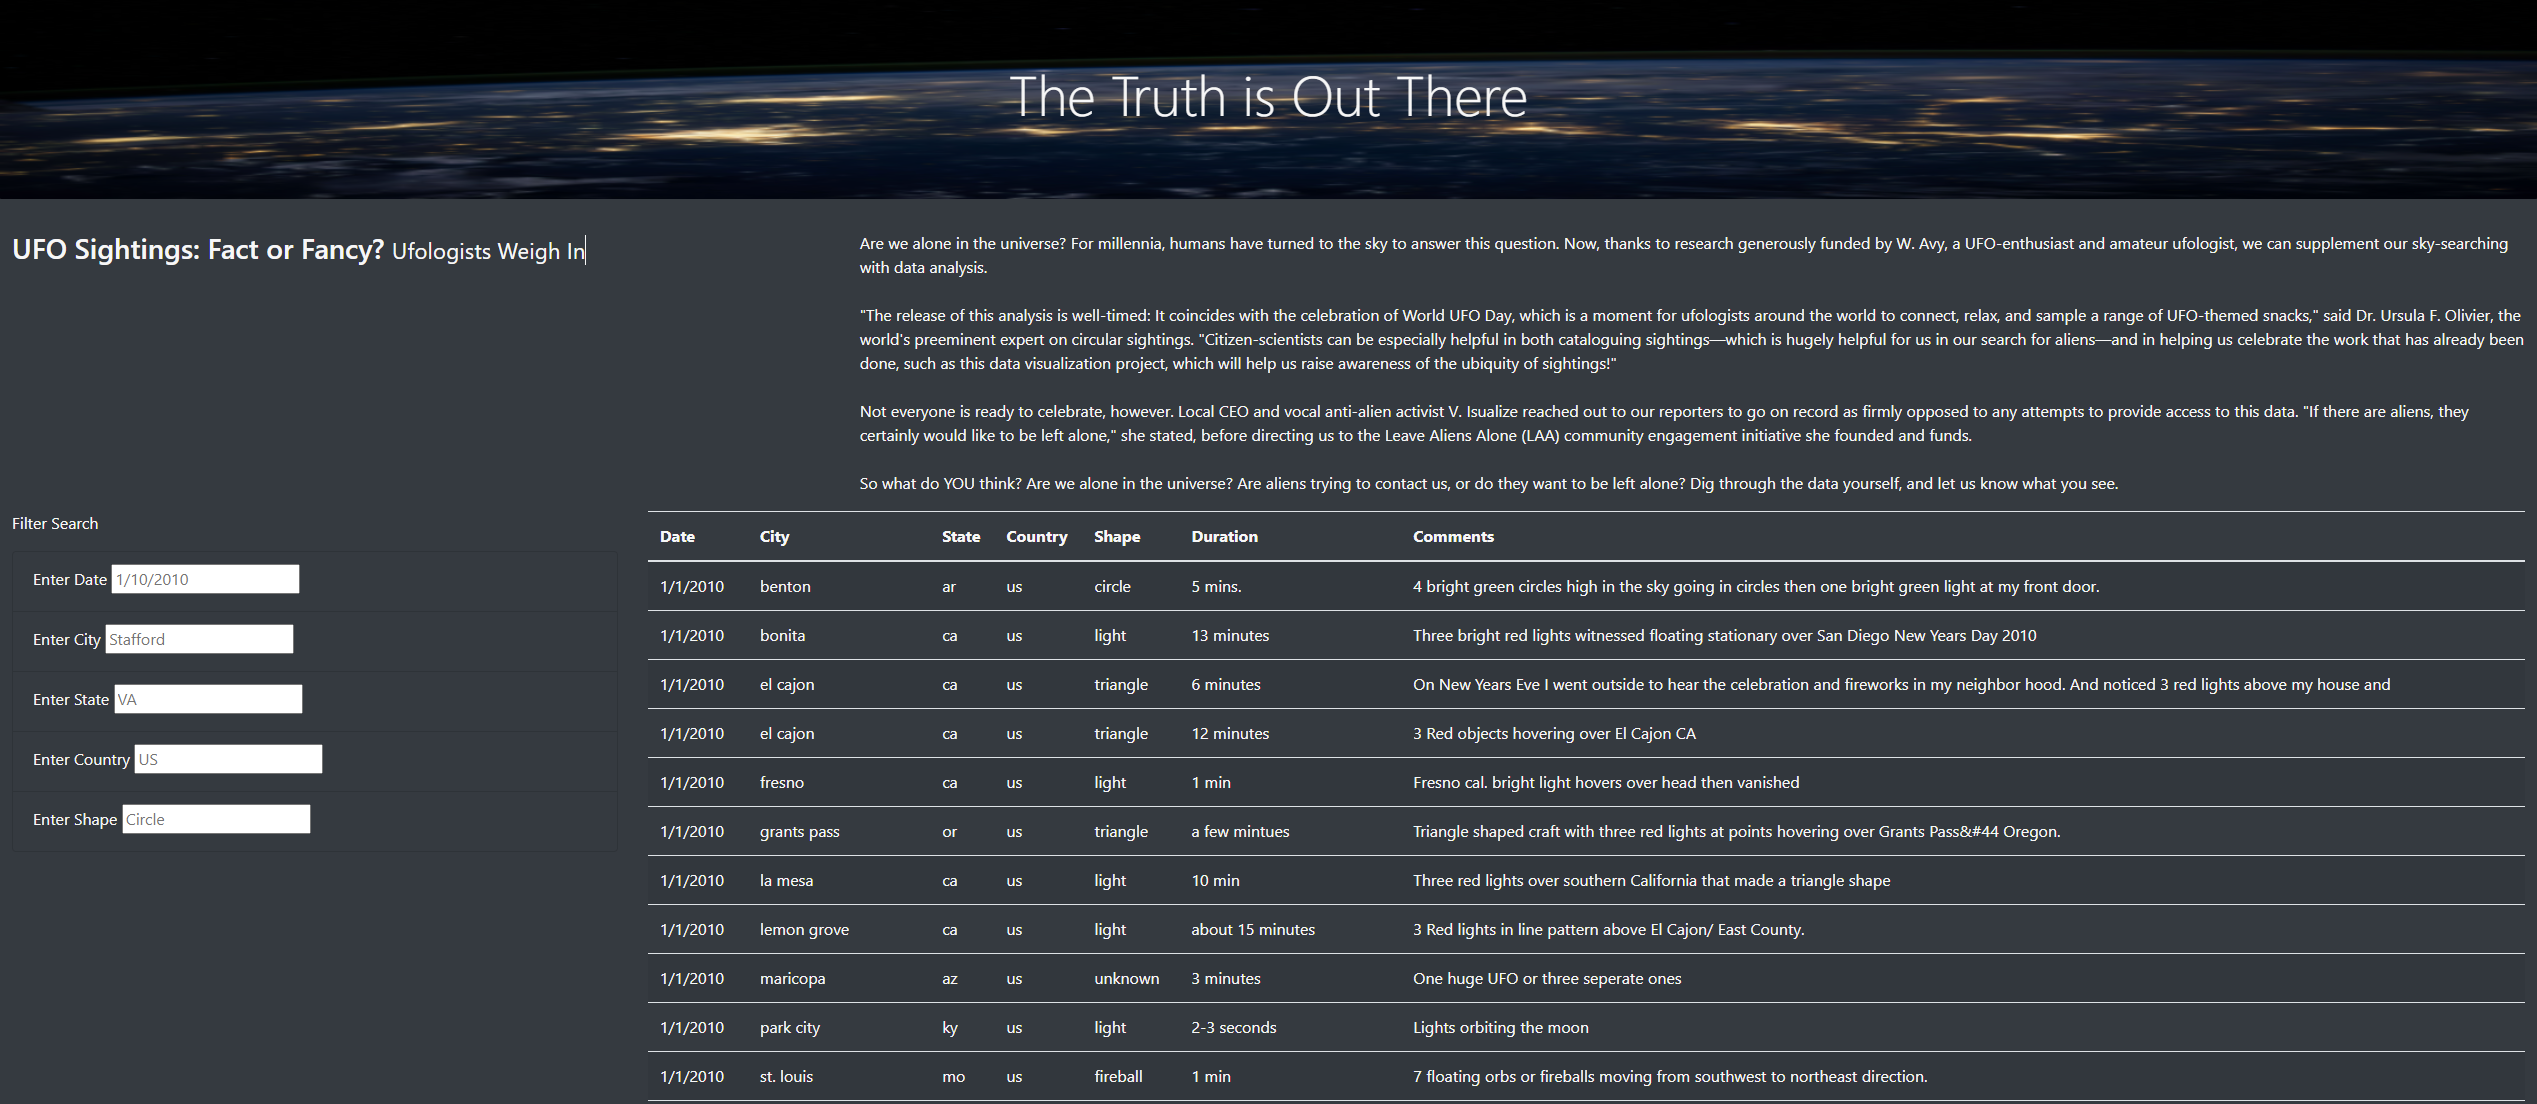 The Truth is Out There
UFO Sightings: Fact or Fancy? Ufologists Weigh In
Are we alone in the universe? For millennia, humans have turned to the sky to answer this question. Now, thanks to research generously funded by W. Avy, a UFO-enthusiast and amateur ufologist, we can supplement our sky-searching
with data analysis.
"The release of this analysis is well-timed: It coincides with the celebration of World UFO Day, which is a moment for ufologists around the world to connect, relax, and sample a range of UFO-themed snacks," said Dr. Ursula F. Olivier, the
world's preeminent expert on circular sightings. "Citizen-scientists can be especially helpful in both cataloguing sightings—which is hugely helpful for us in our search for aliens—and in helping us celebrate the work that has already been
done, such as this data visualization project, which will help us raise awareness of the ubiquity of sightings!"
Not everyone is ready to celebrate, however. Local CEO and vocal anti-alien activist V. Isualize reached out to our reporters to go on record as firmly opposed to any attempts to provide access to this data. "If there are aliens, they
certainly would like to be left alone," she stated, before directing us to the Leave Aliens Alone (LAA) community engagement initiative she founded and funds.
So what do YOU think? Are we alone in the universe? Are aliens trying to contact us, or do they want to be left alone? Dig through the data yourself, and let us know what you see.
Filter Search
Enter Date 1/10/2010
Enter City Stafford
Enter State VA
Enter Country US
Enter Shape Circle
Date City State Country Shape Duration Comments
1/1/2010 benton ar us circle 5 mins. 4 bright green circles high in the sky going in circles then one bright green light at my front door.
1/1/2010 bonita ca us light 13 minutes Three bright red lights witnessed floating stationary over San Diego New Years Day 2010
1/1/2010 el cajon ca us triangle 6 minutes On New Years Eve I went outside to hear the celebration and fireworks in my neighbor hood. And noticed 3 red lights above my house and
1/1/2010 el cajon ca us triangle 12 minutes 3 Red objects hovering over El Cajon CA
1/1/2010 fresno ca us light 1 min Fresno cal. bright light hovers over head then vanished
1/1/2010 grants pass or us triangle a few mintues Triangle shaped craft with three red lights at points hovering over Grants Pass&#44 Oregon.
1/1/2010 la mesa ca us light 10 min Three red lights over southern California that made a triangle shape
1/1/2010 lemon grove ca us light about 15 minutes 3 Red lights in line pattern above El Cajon/ East County.
1/1/2010 maricopa az us unknown 3 minutes One huge UFO or three seperate ones
1/1/2010 park city ky us light 2-3 seconds Lights orbiting the moon
1/1/2010 st. louis mo us fireball 1 min 7 floating orbs or fireballs moving from southwest to northeast direction.